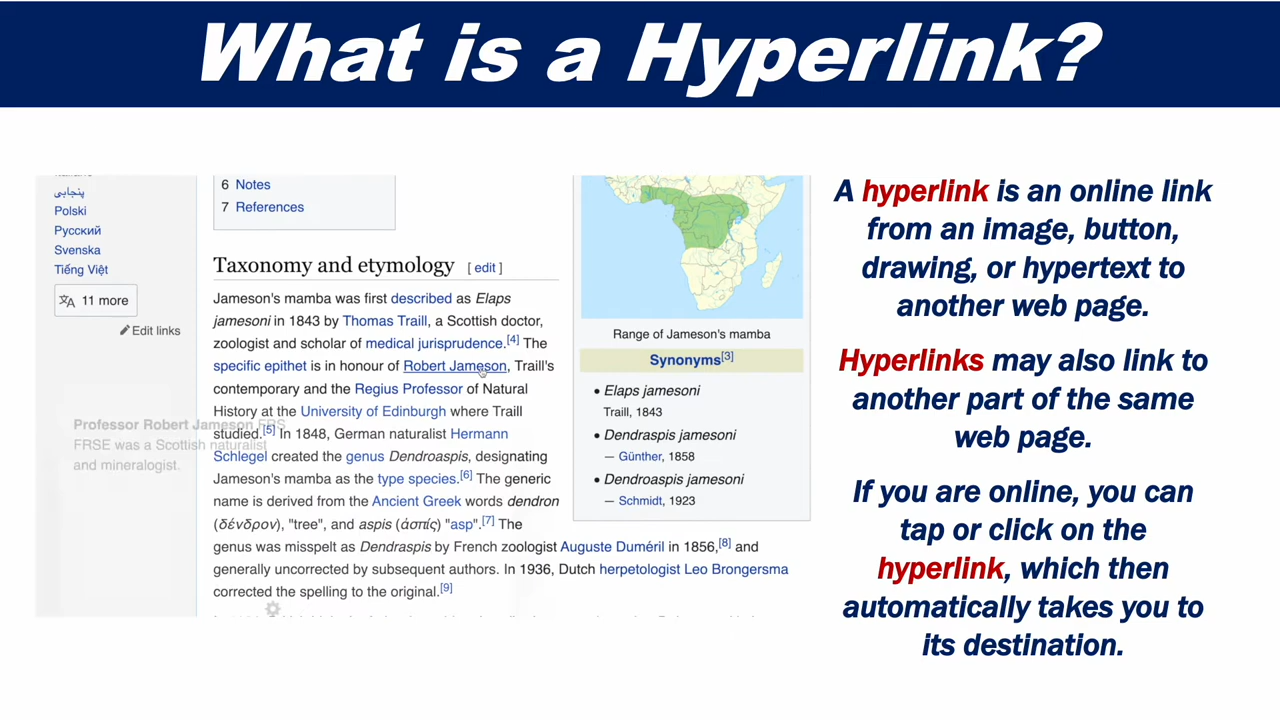 What is a Hyperlink?
پنجابی
Polski
Русский
Svenska
Tiếng Việt
11 more
Edit links
Professor Robert Jameson FRS
FRSE was a Scottish naturalist
and mineralogist.
6 Notes
7 References
Taxonomy and etymology [ edit ]
Jameson's mamba was first described as Elaps
jamesoni in 1843 by Thomas Traill, a Scottish doctor,
zoologist and scholar of medical jurisprudence.[4] The
specific epithet is in honour of Robert Jameson, Traill's
contemporary and the Regius Professor of Natural
History at the University of Edinburgh where Traill
studied.[5] In 1848, German naturalist Hermann
Schlegel created the genus Dendroaspis, designating
Jameson's mamba as the type species.[6] The generic
name is derived from the Ancient Greek words dendron
(δένδρον), "tree", and aspis (ἀσπίς) "asp".[7] The
genus was misspelt as Dendraspis by French zoologist Auguste Duméril in 1856,[8] and
generally uncorrected by subsequent authors. In 1936, Dutch herpetologist Leo Brongersma
corrected the spelling to the original.[9]
Range of Jameson's mamba
Synonyms[3]
• Elaps jamesoni
Traill, 1843
• Dendraspis jamesoni
— Günther, 1858
• Dendroaspis jamesoni
— Schmidt, 1923
A hyperlink is an online link
from an image, button,
drawing, or hypertext to
another web page.
Hyperlinks may also link to
another part of the same
web page.
If you are online, you can
tap or click on the
hyperlink, which then
automatically takes you to
its destination.